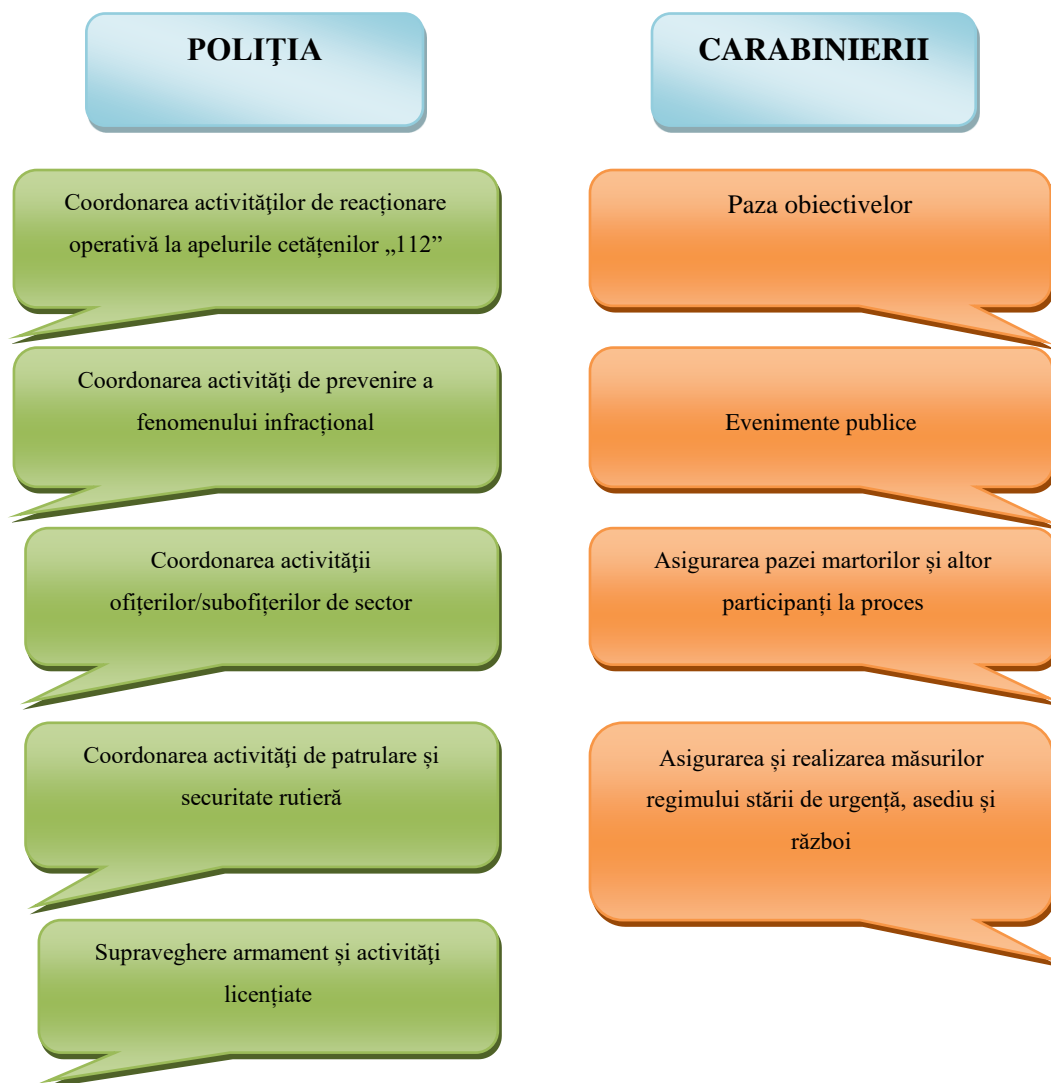 POLIŢIA
Coordonarea activităţilor de reacționare
operativă la apelurile cetățenilor „112”
Coordonarea activităţi de prevenire a
fenomenului infracțional
Coordonarea activităţii
ofițerilor/subofițerilor de sector
Coordonarea activităţi de patrulare și
securitate rutieră
Supraveghere armament și activităţi
licențiate
CARABINIERII
Paza obiectivelor
Evenimente publice
Asigurarea pazei martorilor și altor
participanți la proces
Asigurarea și realizarea măsurilor
regimului stării de urgență, asediu și
război